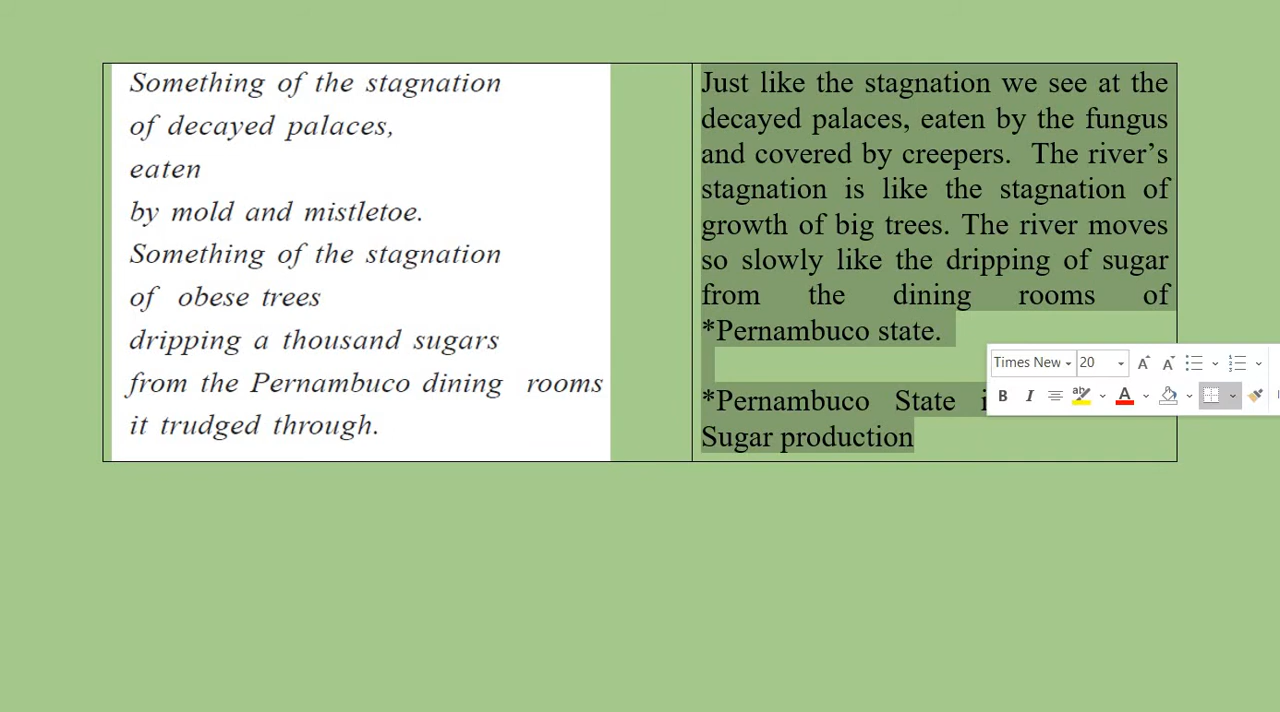 Something of the stagnation
of decayed palaces,
eaten
by mold and mistletoe.
Something of the stagnation
of obese trees
dripping a thousand sugars
from the Pernambuco dining rooms
it trudged through.
Just like the stagnation we see at the
decayed palaces, eaten by the fungus
and covered by creepers. The river’s
stagnation is like the stagnation of
growth of big trees. The river moves
so slowly like the dripping of sugar
from the dining rooms of
*Pernambuco state.
*Pernambuco State
Sugar production
Times New 20
B I A